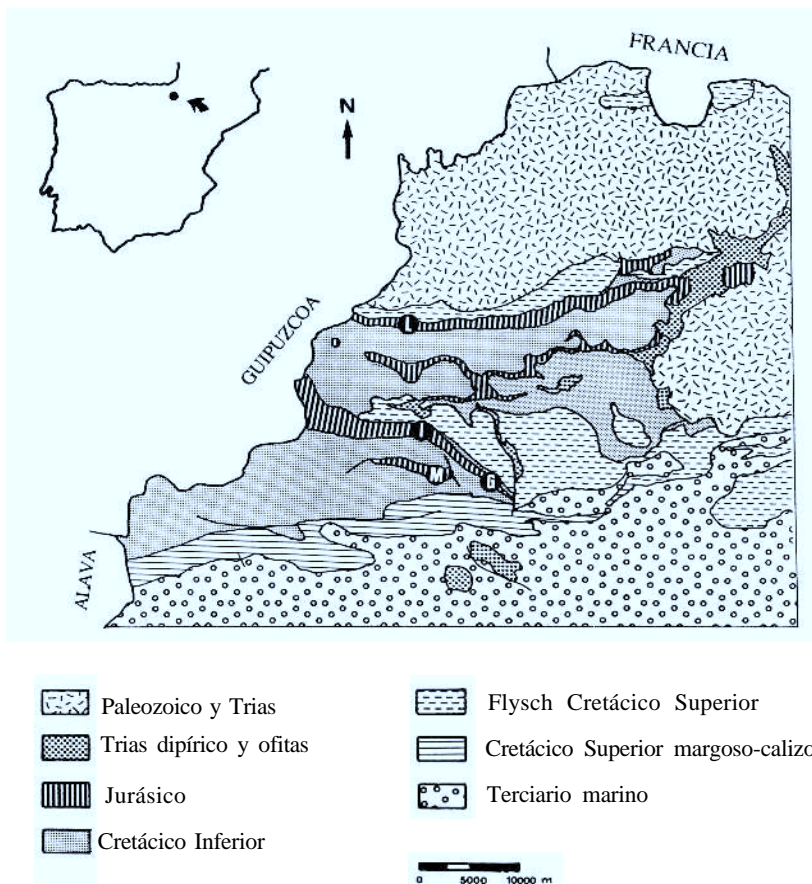 FRANCIA
N
GUIPUZCOA
L
I
M
G
ALAVA
Paleozoico y Trias
Trias dipírico y ofitas
Jurásico
Cretácico Inferior
Flysch Cretácico Superior
Cretácico Superior margoso-calizo
Terciario marino
0 5000 10000 m